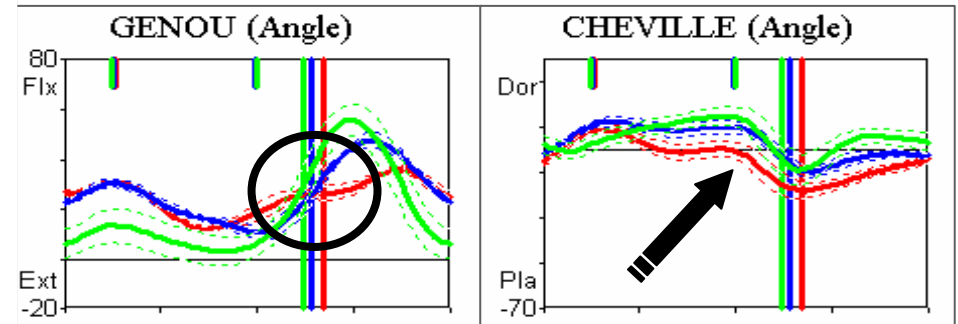 GENOU (Angle)
80
Flx
Ext
-20
CHEVILLE (Angle)
Dor
Pla
-70